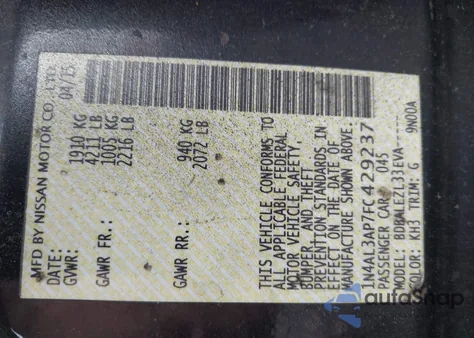 MFD BY NISSAN MOTOR CO., LTD.
DATE: 04/15
GVWR: 1910 KG
4211 LB
GAWR FR: 1005 KG
2216 LB
GAWR RR: 940 KG
2072 LB
THIS VEHICLE CONFORMS TO
ALL APPLICABLE FEDERAL
MOTOR VEHICLE SAFETY,
BUMPER, AND THEFT
PREVENTION STANDARDS IN
EFFECT ON THE DATE OF
MANUFACTURE SHOWN ABOVE.
1N4AL3AP7FC429237
PASSENGER CAR 045
MODEL: BDWALEZL33EVA-----
COLOR: KH3 TRIM: G 9N00A
autoSnap